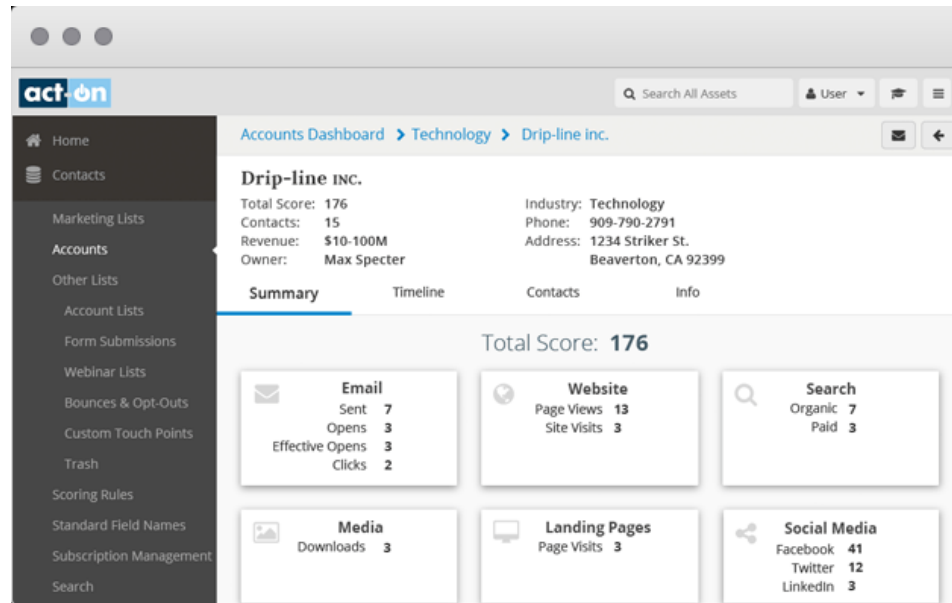 act-on
Search All Assets
User
Home
Accounts Dashboard > Technology > Drip-line inc.
Contacts
Marketing Lists
Accounts
Other Lists
Account Lists
Form Submissions
Webinar Lists
Bounces & Opt-Outs
Custom Touch Points
Trash
Scoring Rules
Standard Field Names
Subscription Management
Search
Drip-line INC.
Total Score: 176
Contacts: 15
Revenue: $10-100M
Owner: Max Specter
Industry: Technology
Phone: 909-790-2791
Address: 1234 Striker St.
Beaverton, CA 92399
Summary Timeline Contacts Info
Total Score: 176
Email
Sent 7
Opens 3
Effective Opens 3
Clicks 2
Website
Page Views 13
Site Visits 3
Search
Organic 7
Paid 3
Media
Downloads 3
Landing Pages
Page Visits 3
Social Media
Facebook 41
Twitter 12
LinkedIn 3